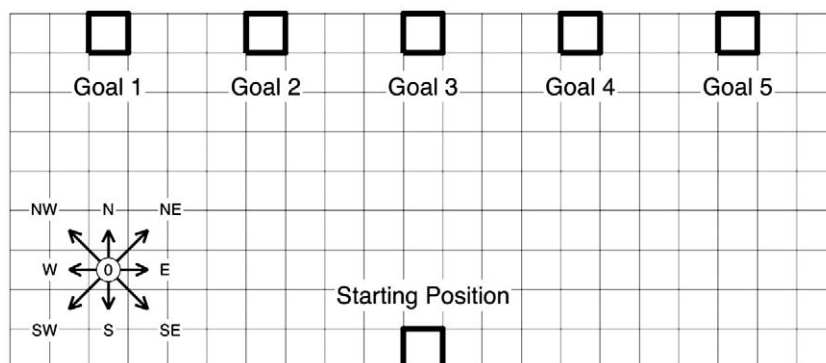 Goal 1 Goal 2 Goal 3 Goal 4 Goal 5
NW N NE
W 0 E
Starting Position
SW S SE